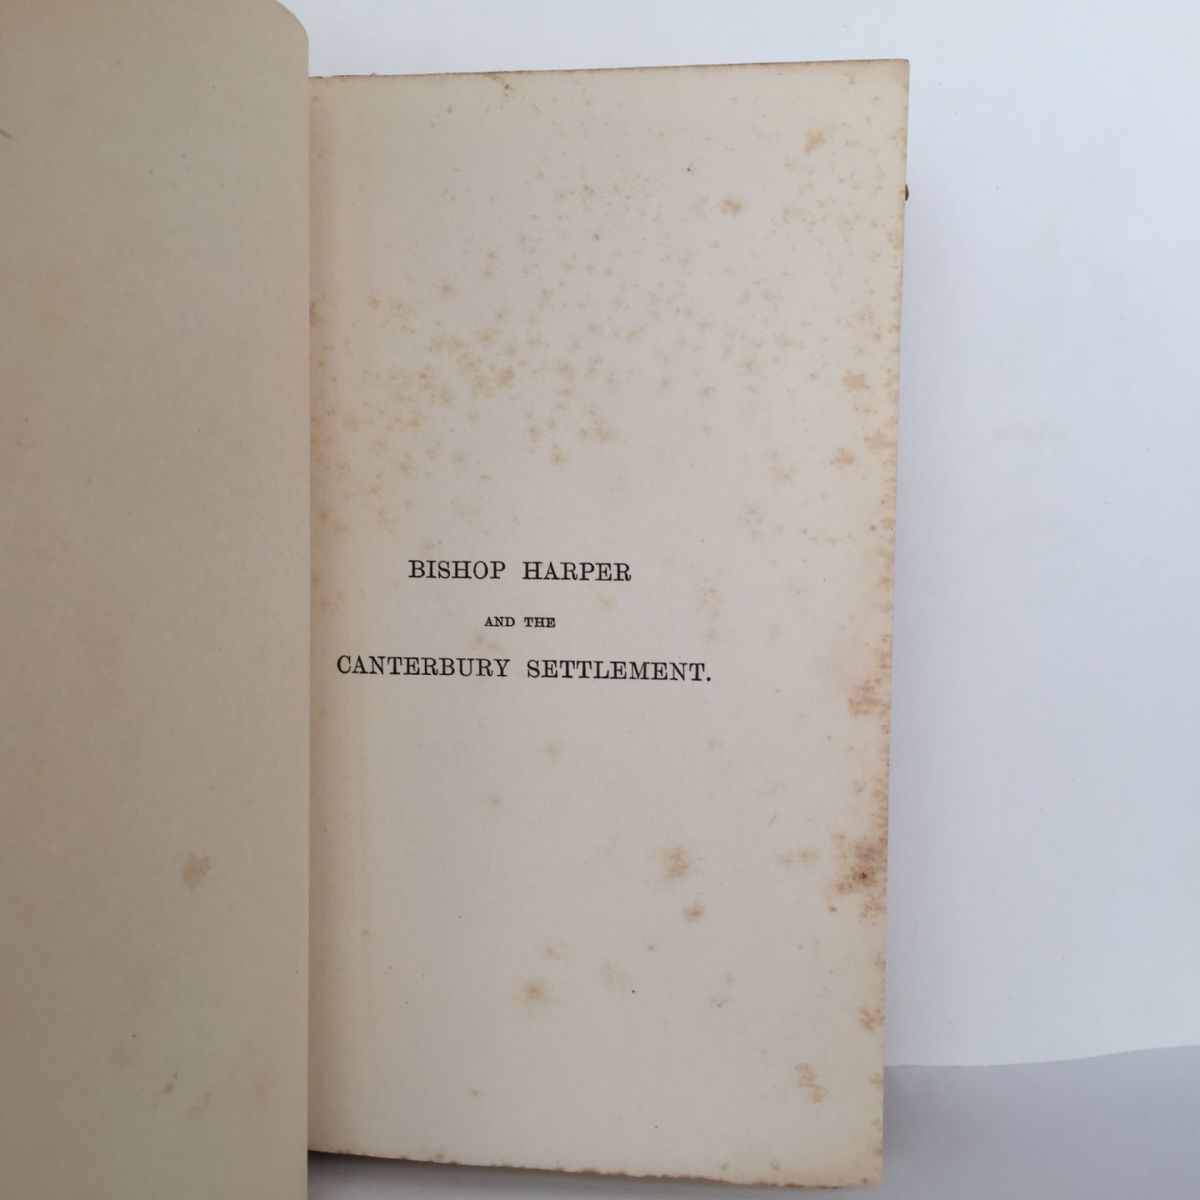 BISHOP HARPER
AND THE
CANTERBURY SETTLEMENT.